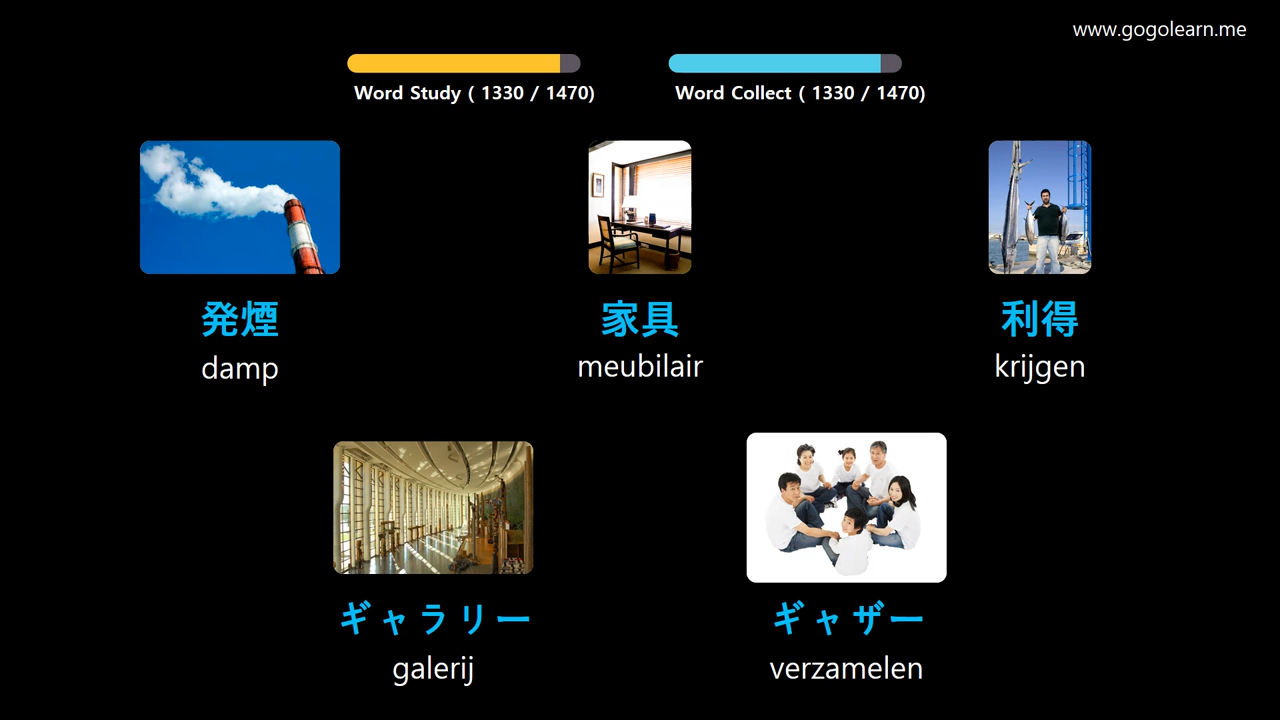 www.gogolearn.me
Word Study ( 1330 / 1470)
Word Collect ( 1330 / 1470)
発煙
damp
家具
meubilair
利得
krijgen
ギャラリー
galerij
ギャザー
verzamelen